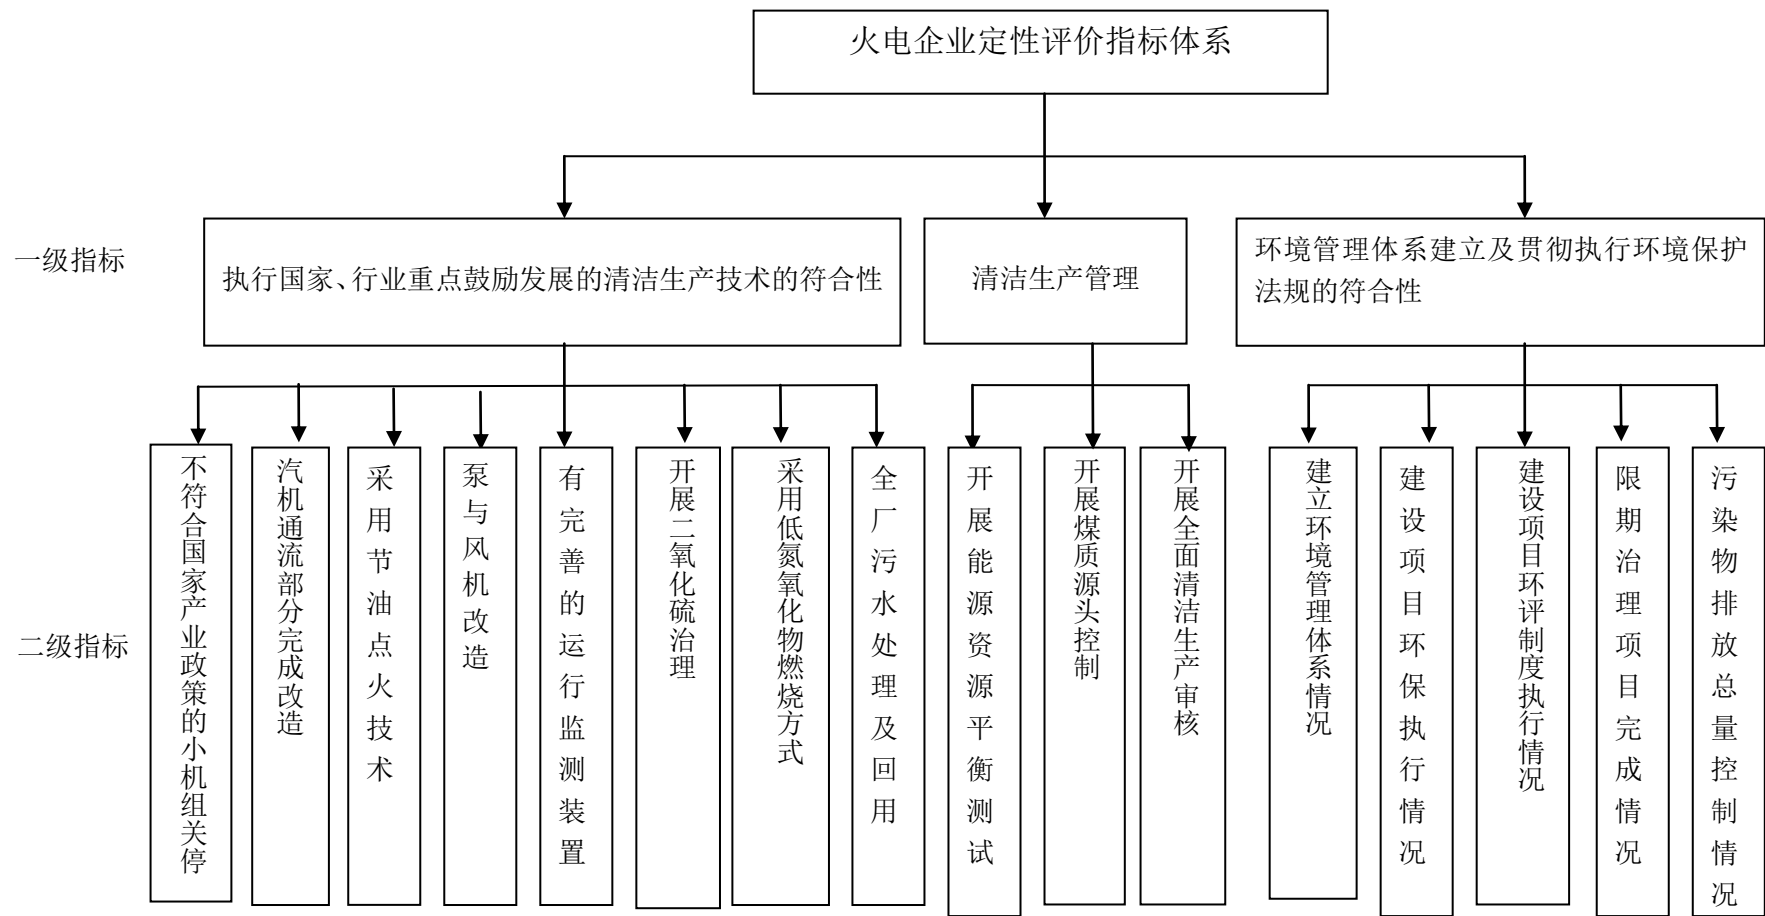 火电企业定性评价指标体系
一级指标
执行国家、行业重点鼓励发展的清洁生产技术的符合性
清洁生产管理
环境管理体系建立及贯彻执行环境保护
法规的符合性
二级指标
不符合国家产业政策的小机组关停
汽机通流部分完成改造
采用节油点火技术
泵与风机改造
有完善的运行监测装置
开展二氧化硫治理
采用低氮氧化物燃烧方式
全厂污水处理及回用
开展能源资源平衡测试
开展煤质源头控制
开展全面清洁生产审核
建立环境管理体系情况
建设项目环保执行情况
建设项目环评制度执行情况
限期治理项目完成情况
污染物排放总量控制情况